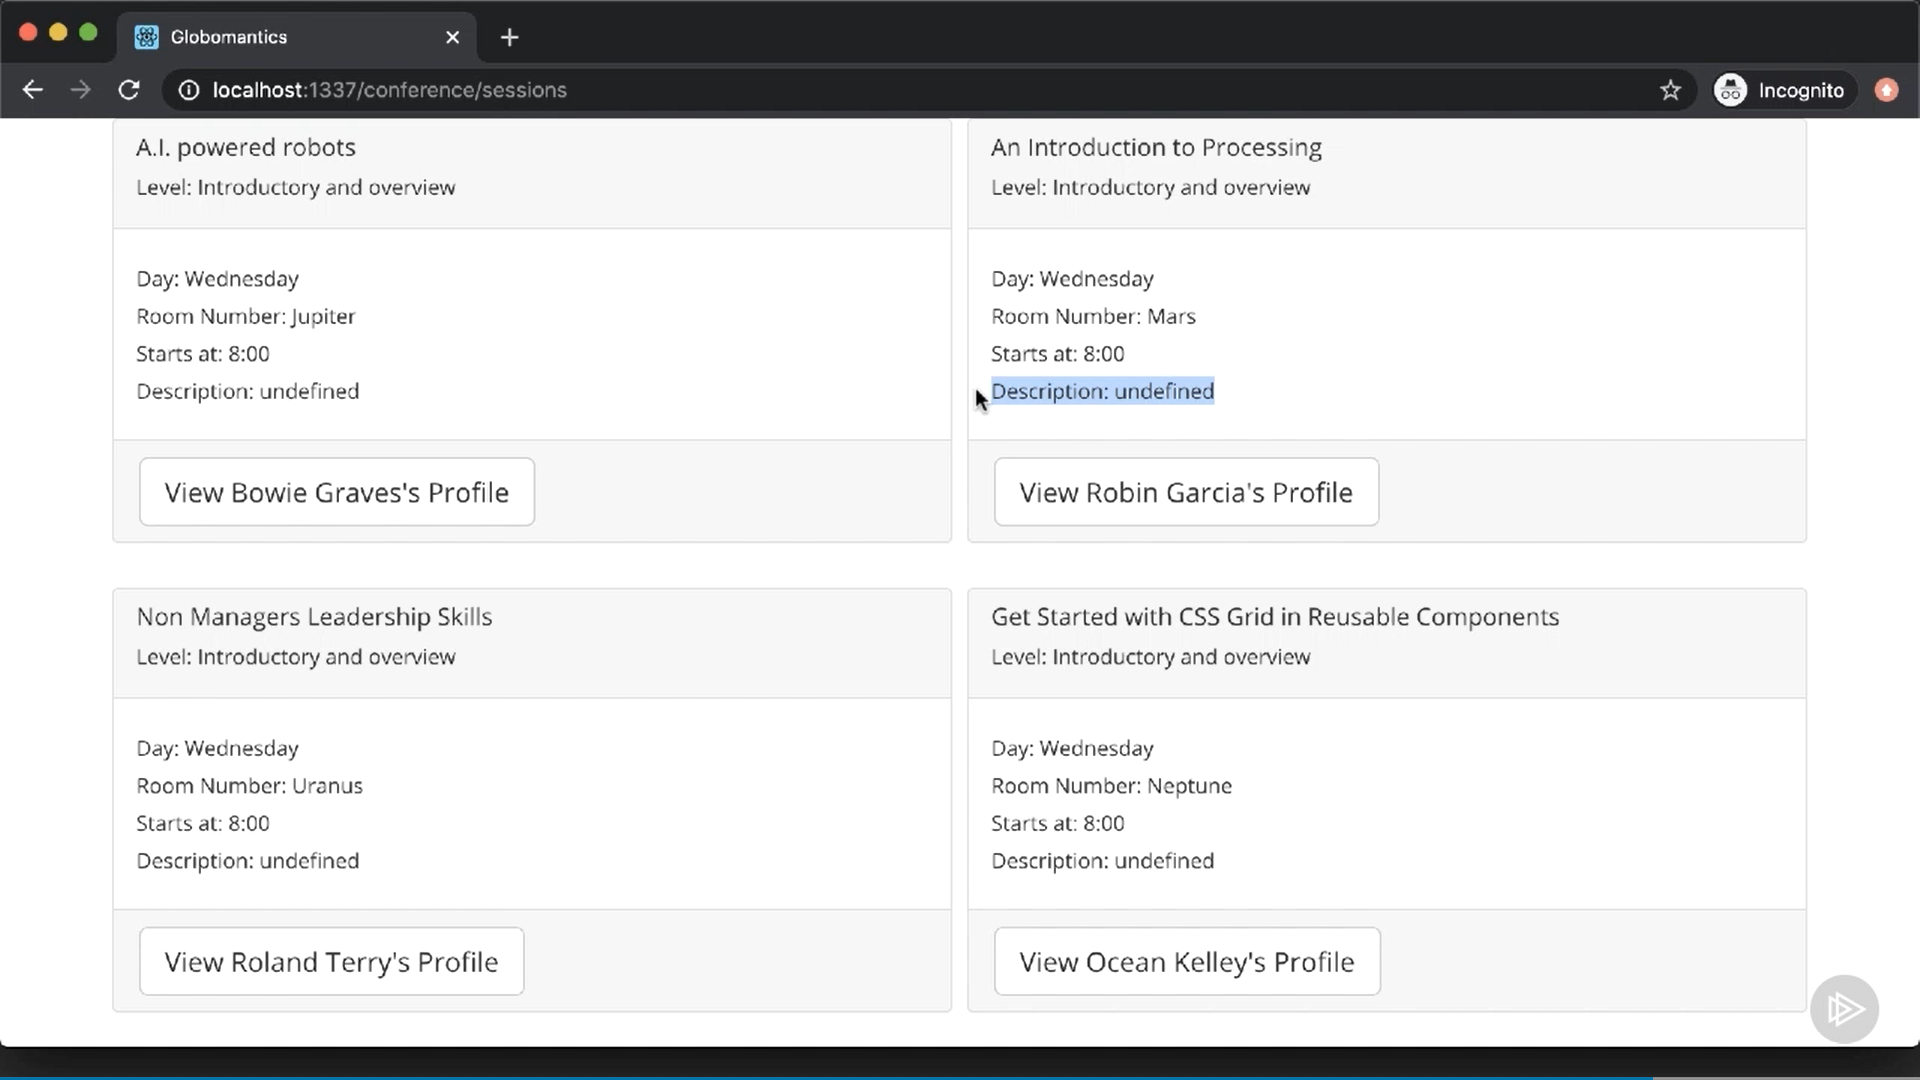 Globomantics
localhost:1337/conference/sessions
Incognito
A.I. powered robots
Level: Introductory and overview
Day: Wednesday
Room Number: Jupiter
Starts at: 8:00
Description: undefined
View Bowie Graves's Profile
An Introduction to Processing
Level: Introductory and overview
Day: Wednesday
Room Number: Mars
Starts at: 8:00
Description: undefined
View Robin Garcia's Profile
Non Managers Leadership Skills
Level: Introductory and overview
Day: Wednesday
Room Number: Uranus
Starts at: 8:00
Description: undefined
View Roland Terry's Profile
Get Started with CSS Grid in Reusable Components
Level: Introductory and overview
Day: Wednesday
Room Number: Neptune
Starts at: 8:00
Description: undefined
View Ocean Kelley's Profile